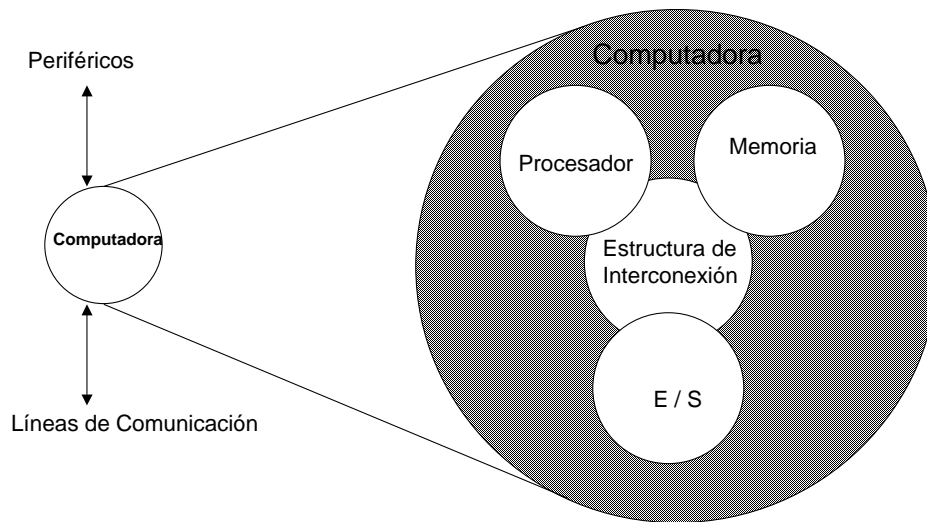 Periféricos
Computadora
Líneas de Comunicación
Computadora
Procesador
Memoria
Estructura de
Interconexión
E / S